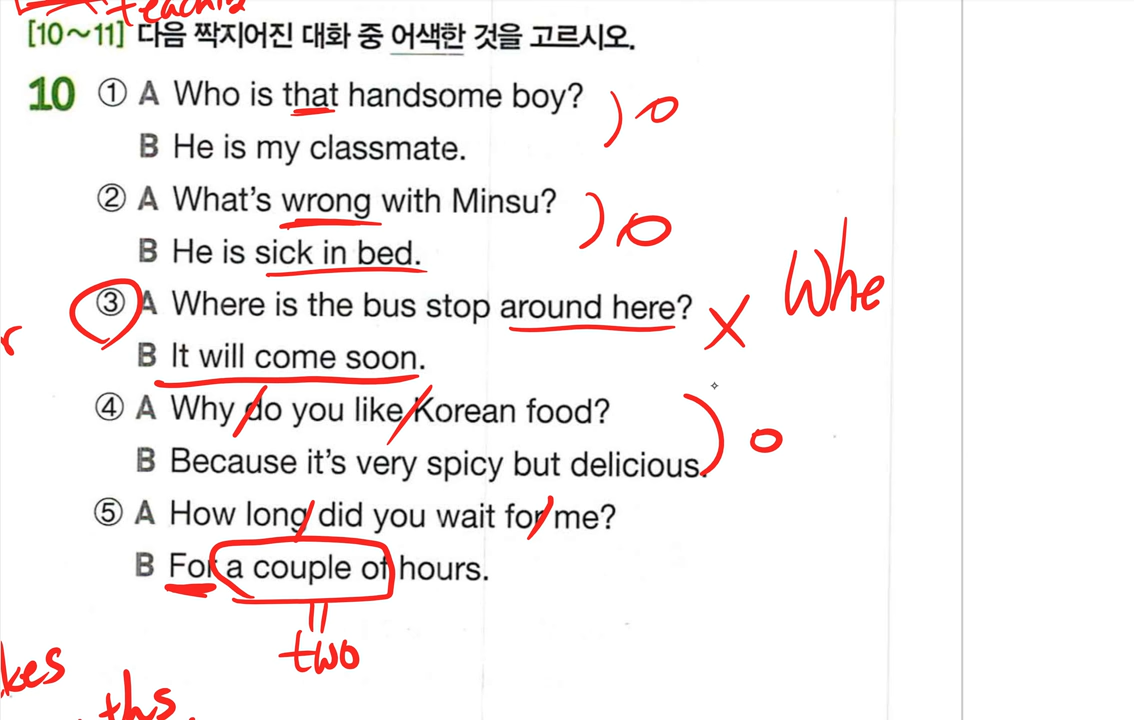 [10~11] 다음 짝지어진 대화 중 어색한 것을 고르시오.
10 ① A Who is that handsome boy?
B He is my classmate.
② A What's wrong with Minsu?
B He is sick in bed.
Whe
③ A Where is the bus stop around here?
B It will come soon.
④ A Why do you like Korean food?
B Because it's very spicy but delicious.
⑤ A How long did you wait for me?
B For a couple of hours.
two
kes
ths